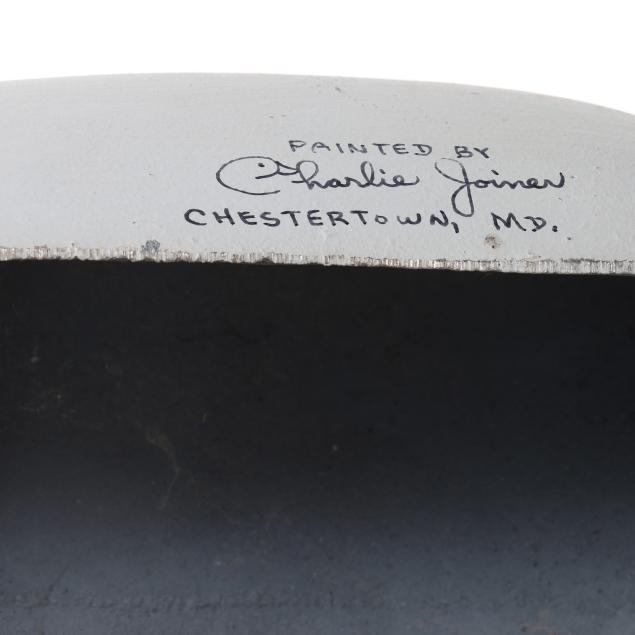 PAINTED BY
Charlie Joiner
CHESTERTOWN, MD.